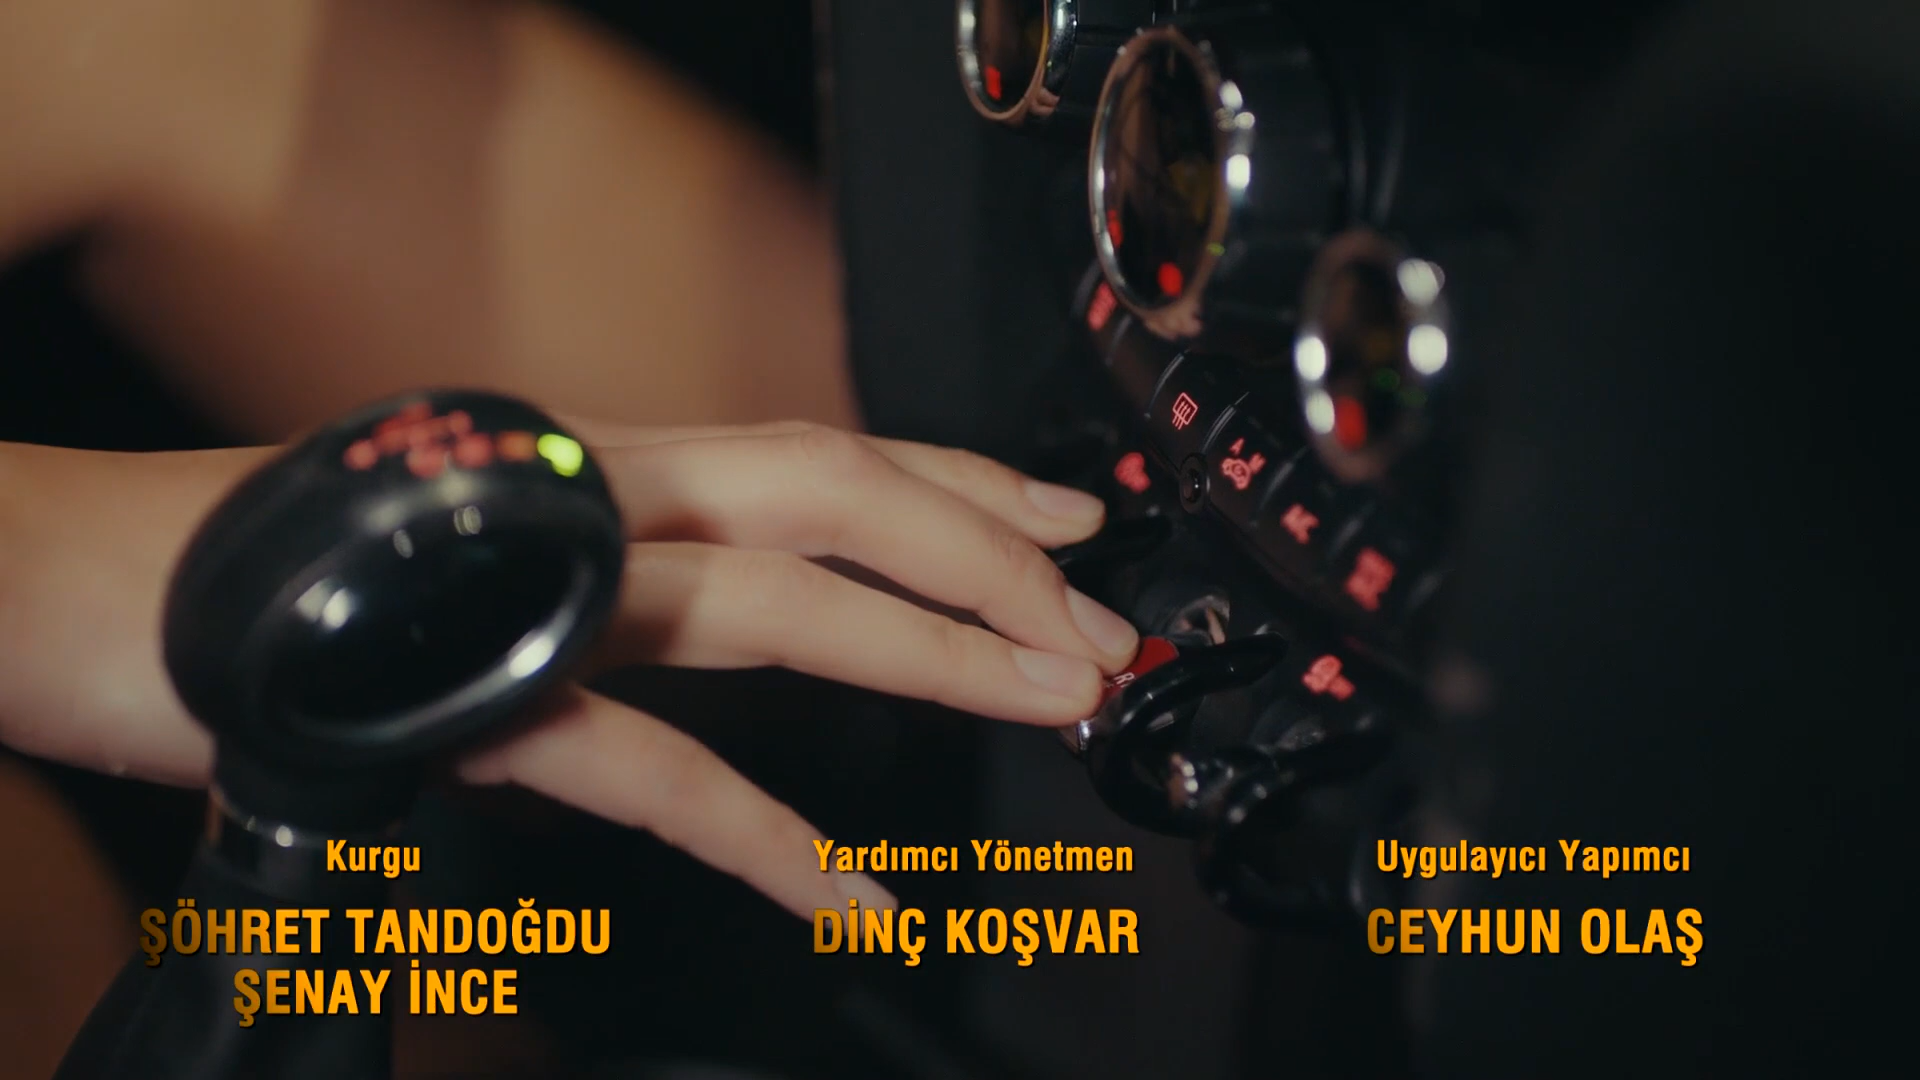 Kurgu
ŞÖHRET TANDOĞDU
ŞENAY İNCE
Yardımcı Yönetmen
DİNÇ KOŞVAR
Uygulayıcı Yapımcı
CEYHUN OLAŞ